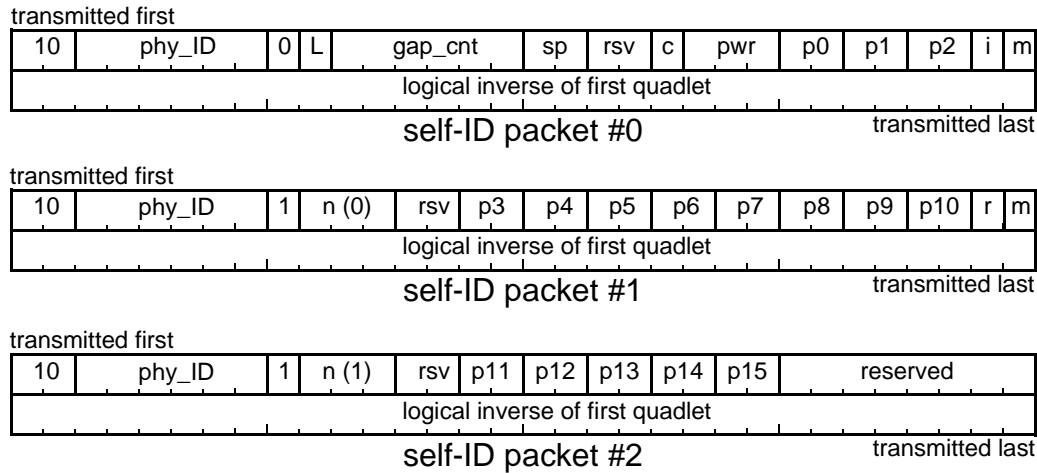 transmitted first
10 phy_ID 0 L gap_cnt sp rsv c pwr p0 p1 p2 i m
logical inverse of first quadlet
self-ID packet #0 transmitted last
transmitted first
10 phy_ID 1 n (0) rsv p3 p4 p5 p6 p7 p8 p9 p10 r m
logical inverse of first quadlet
self-ID packet #1 transmitted last
transmitted first
10 phy_ID 1 n (1) rsv p11 p12 p13 p14 p15 reserved
logical inverse of first quadlet
self-ID packet #2 transmitted last